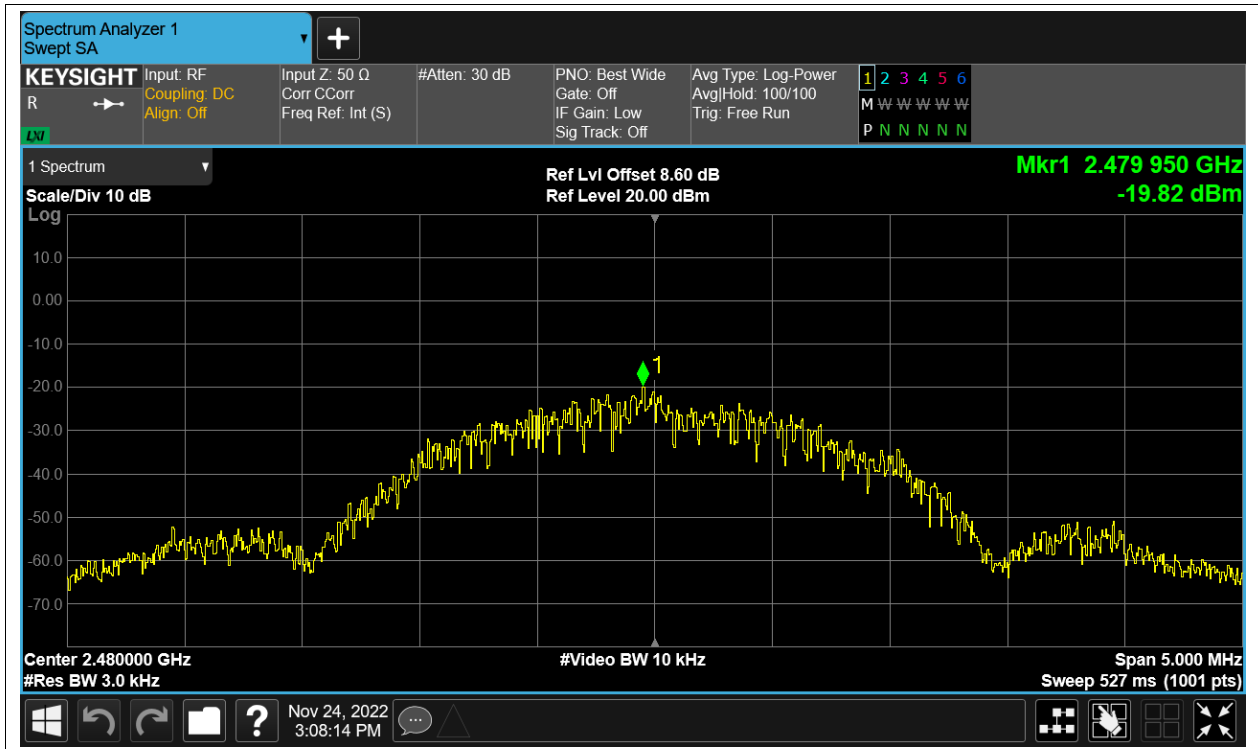 Spectrum Analyzer 1
Swept SA
+
KEYSIGHT
R
LXI
Input: RF
Coupling: DC
Align: Off
Input Z: 50 Ω
Corr CCorr
Freq Ref: Int (S)
#Atten: 30 dB
PNO: Best Wide
Gate: Off
IF Gain: Low
Sig Track: Off
Avg Type: Log-Power
Avg|Hold: 100/100
Trig: Free Run
1 2 3 4 5 6
M W W W W W
P N N N N N
1 Spectrum
Scale/Div 10 dB
Ref Lvl Offset 8.60 dB
Ref Level 20.00 dBm
Mkr1 2.479 950 GHz
-19.82 dBm
Log
10.0
0.00
-10.0
1
-20.0
-30.0
-40.0
-50.0
-60.0
-70.0
Center 2.480000 GHz
#Video BW 10 kHz
Span 5.000 MHz
#Res BW 3.0 kHz
Sweep 527 ms (1001 pts)
?
Nov 24, 2022
3:08:14 PM